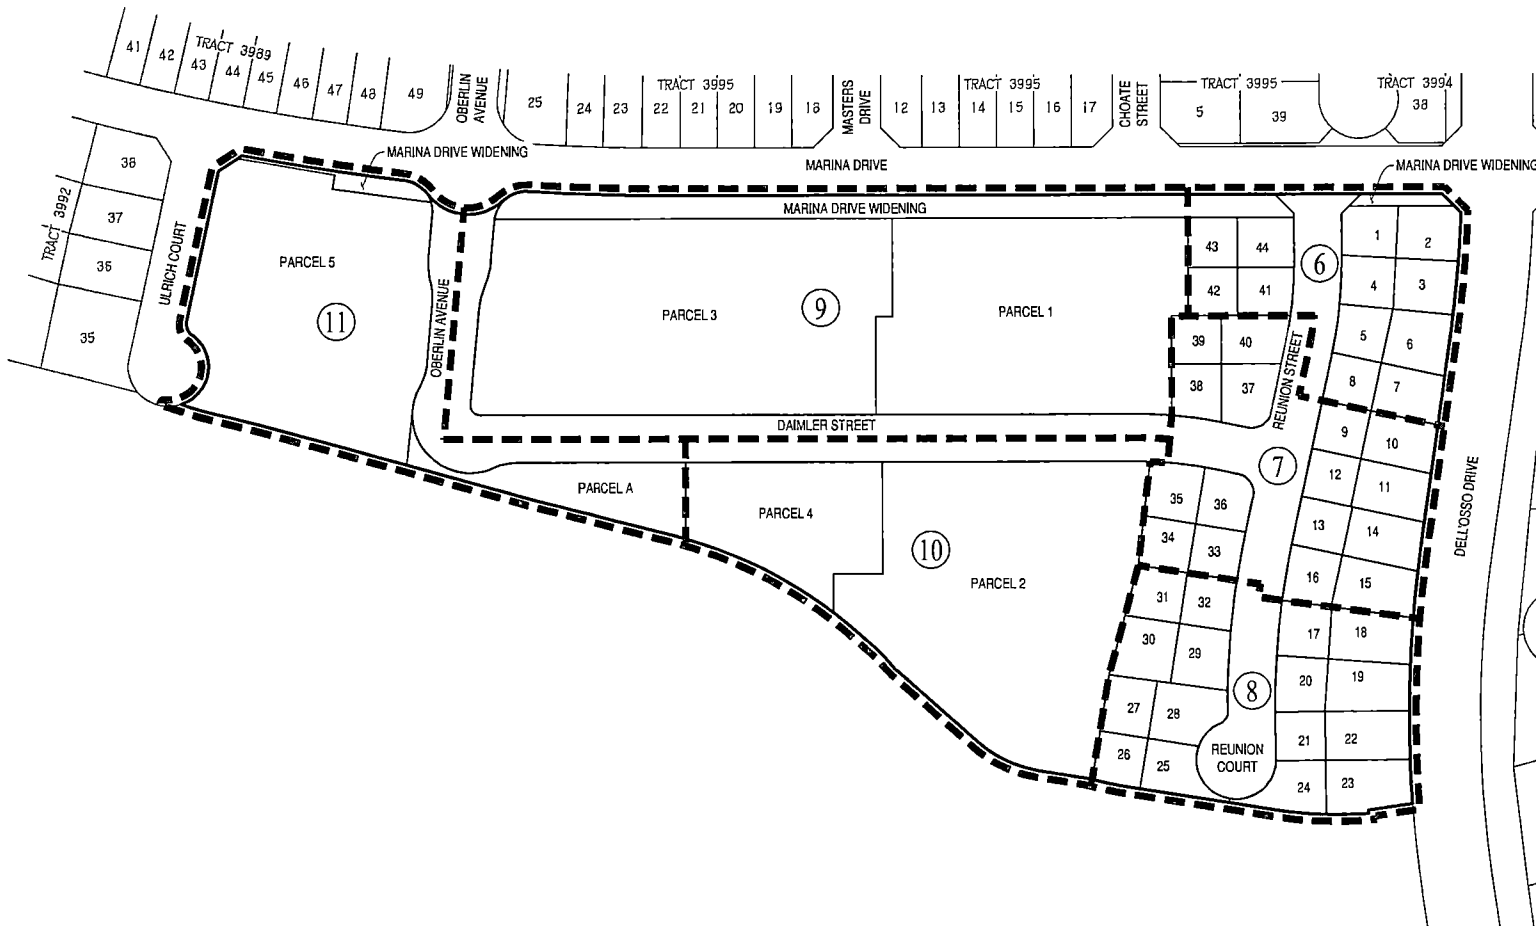 41
42
43
44
45
46
47
48
49
TRACT 3989
OBERLIN
AVENUE
25
24
23
22
21
20
19
18
TRACT 3995
MASTERS
DRIVE
12
13
14
15
16
17
TRACT 3995
CHOATE
STREET
TRACT 3995
5
39
TRACT 3994
38
MARINA DRIVE WIDENING
MARINA DRIVE
MARINA DRIVE WIDENING
MARINA DRIVE WIDENING
38
37
36
35
TRACT 3992
ULRICH COURT
PARCEL 5
11
OBERLIN AVENUE
PARCEL 3
9
PARCEL 1
43
44
42
41
6
1
2
4
3
5
6
8
7
39
40
38
37
REUNION STREET
DAIMLER STREET
9
10
12
11
13
14
16
15
7
35
36
34
33
PARCEL A
PARCEL 4
10
PARCEL 2
DELL'OSSO DRIVE
31
32
30
29
27
28
26
25
8
REUNION
COURT
17
18
20
19
21
22
24
23